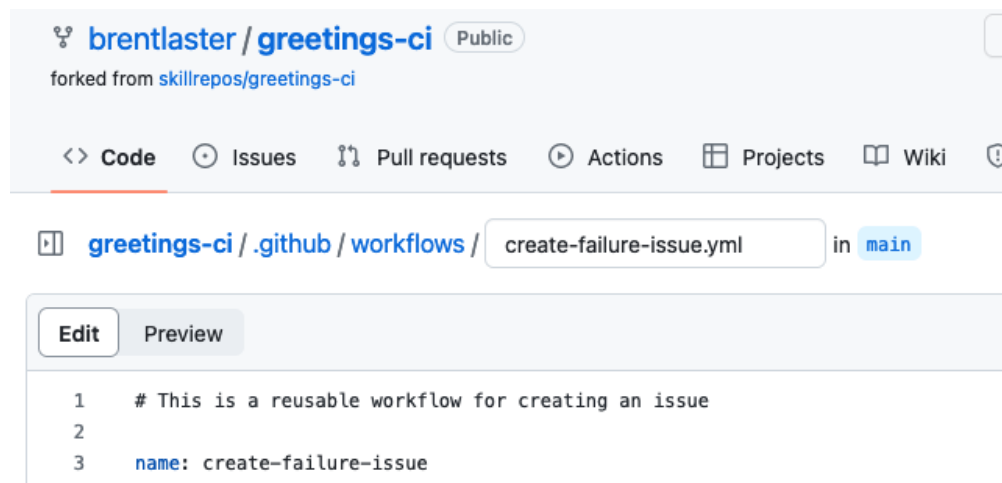 brentlaster / greetings-ci Public
forked from skillrepos/greetings-ci
Code Issues Pull requests Actions Projects Wiki
greetings-ci / .github / workflows / create-failure-issue.yml in main
Edit Preview
1 # This is a reusable workflow for creating an issue
2
3 name: create-failure-issue